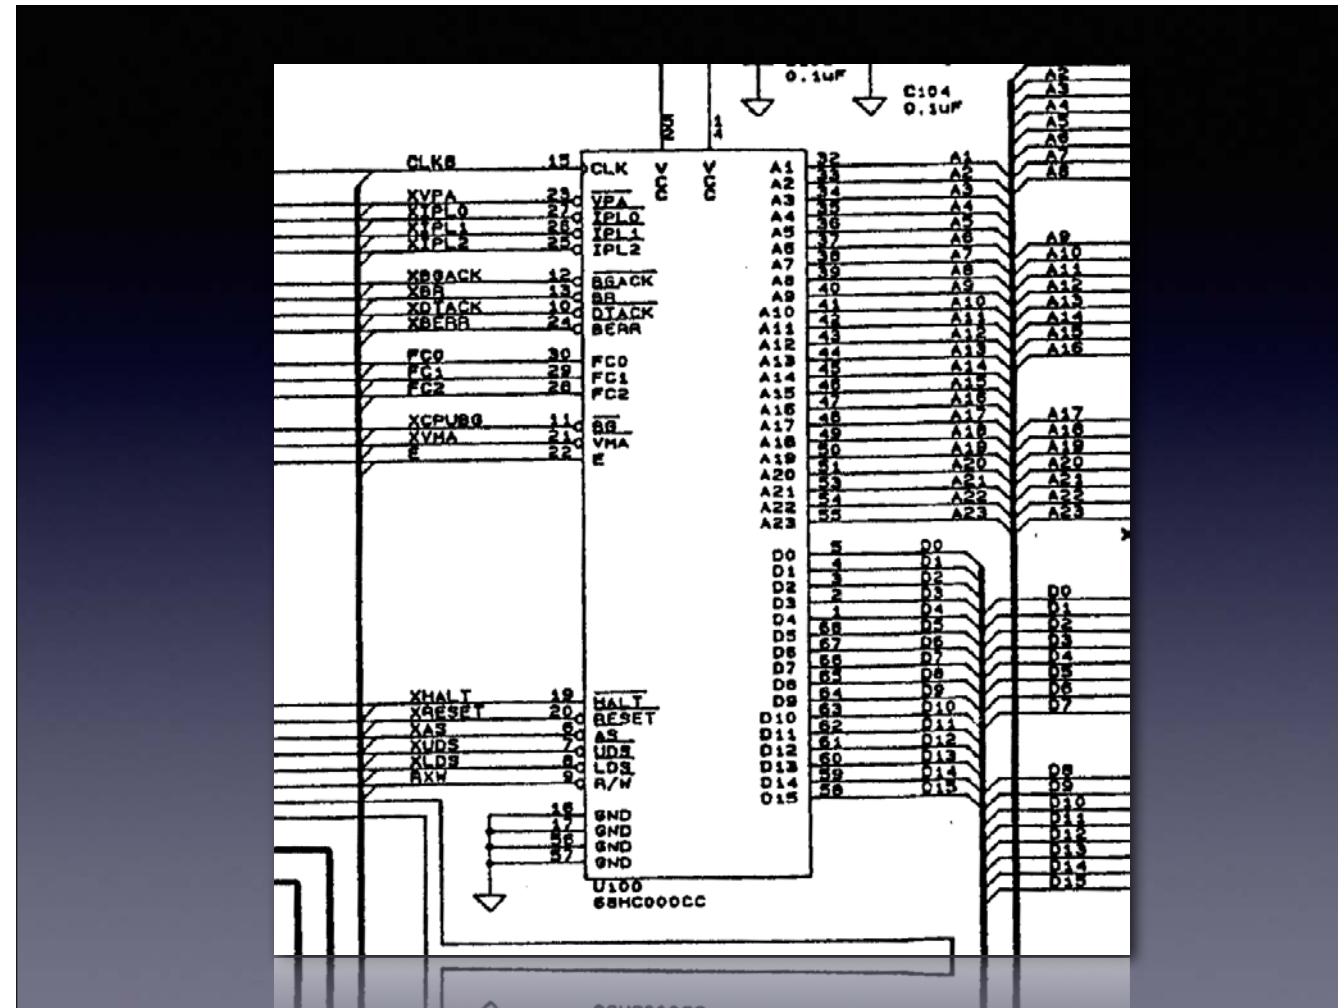 0.1uF
C104
0.1uF
14
CLK8 15 CLK VCC VCC
XVPA 23 VPA
XIPL0 27 IPL0
XIPL1 26 IPL1
XIPL2 25 IPL2
XBGACK 12 BGACK
XBR 13 BR
XDTACK 10 DTACK
XBERR 24 BERR
FC0 30 FC0
FC1 29 FC1
FC2 28 FC2
XCPUBG 11 BG
XVMA 21 VMA
E 22 E
XHALT 19 HALT
XRESET 20 RESET
XAS 6 AS
XUDS 7 UDS
XLDS 8 LDS
RXW 9 R/W
16 GND
17 GND
56 GND
57 GND
U100
68HC000CC
A1 32 A1
A2 33 A2
A3 34 A3
A4 35 A4
A5 36 A5
A6 37 A6
A7 38 A7
A8 39 A8
A9 40 A9
A10 41 A10
A11 42 A11
A12 43 A12
A13 44 A13
A14 45 A14
A15 46 A15
A16 47 A16
A17 48 A17
A18 49 A18
A19 50 A19
A20 51 A20
A21 53 A21
A22 54 A22
A23 55 A23
D0 5 D0
D1 4 D1
D2 3 D2
D3 2 D3
D4 1 D4
D5 68 D5
D6 67 D6
D7 66 D7
D8 65 D8
D9 64 D9
D10 63 D10
D11 62 D11
D12 61 D12
D13 60 D13
D14 59 D14
D15 58 D15
A2
A3
A4
A5
A6
A7
A8
A9
A10
A11
A12
A13
A14
A15
A16
A17
A18
A19
A20
A21
A22
A23
D0
D1
D2
D3
D4
D5
D6
D7
D8
D9
D10
D11
D12
D13
D14
D15